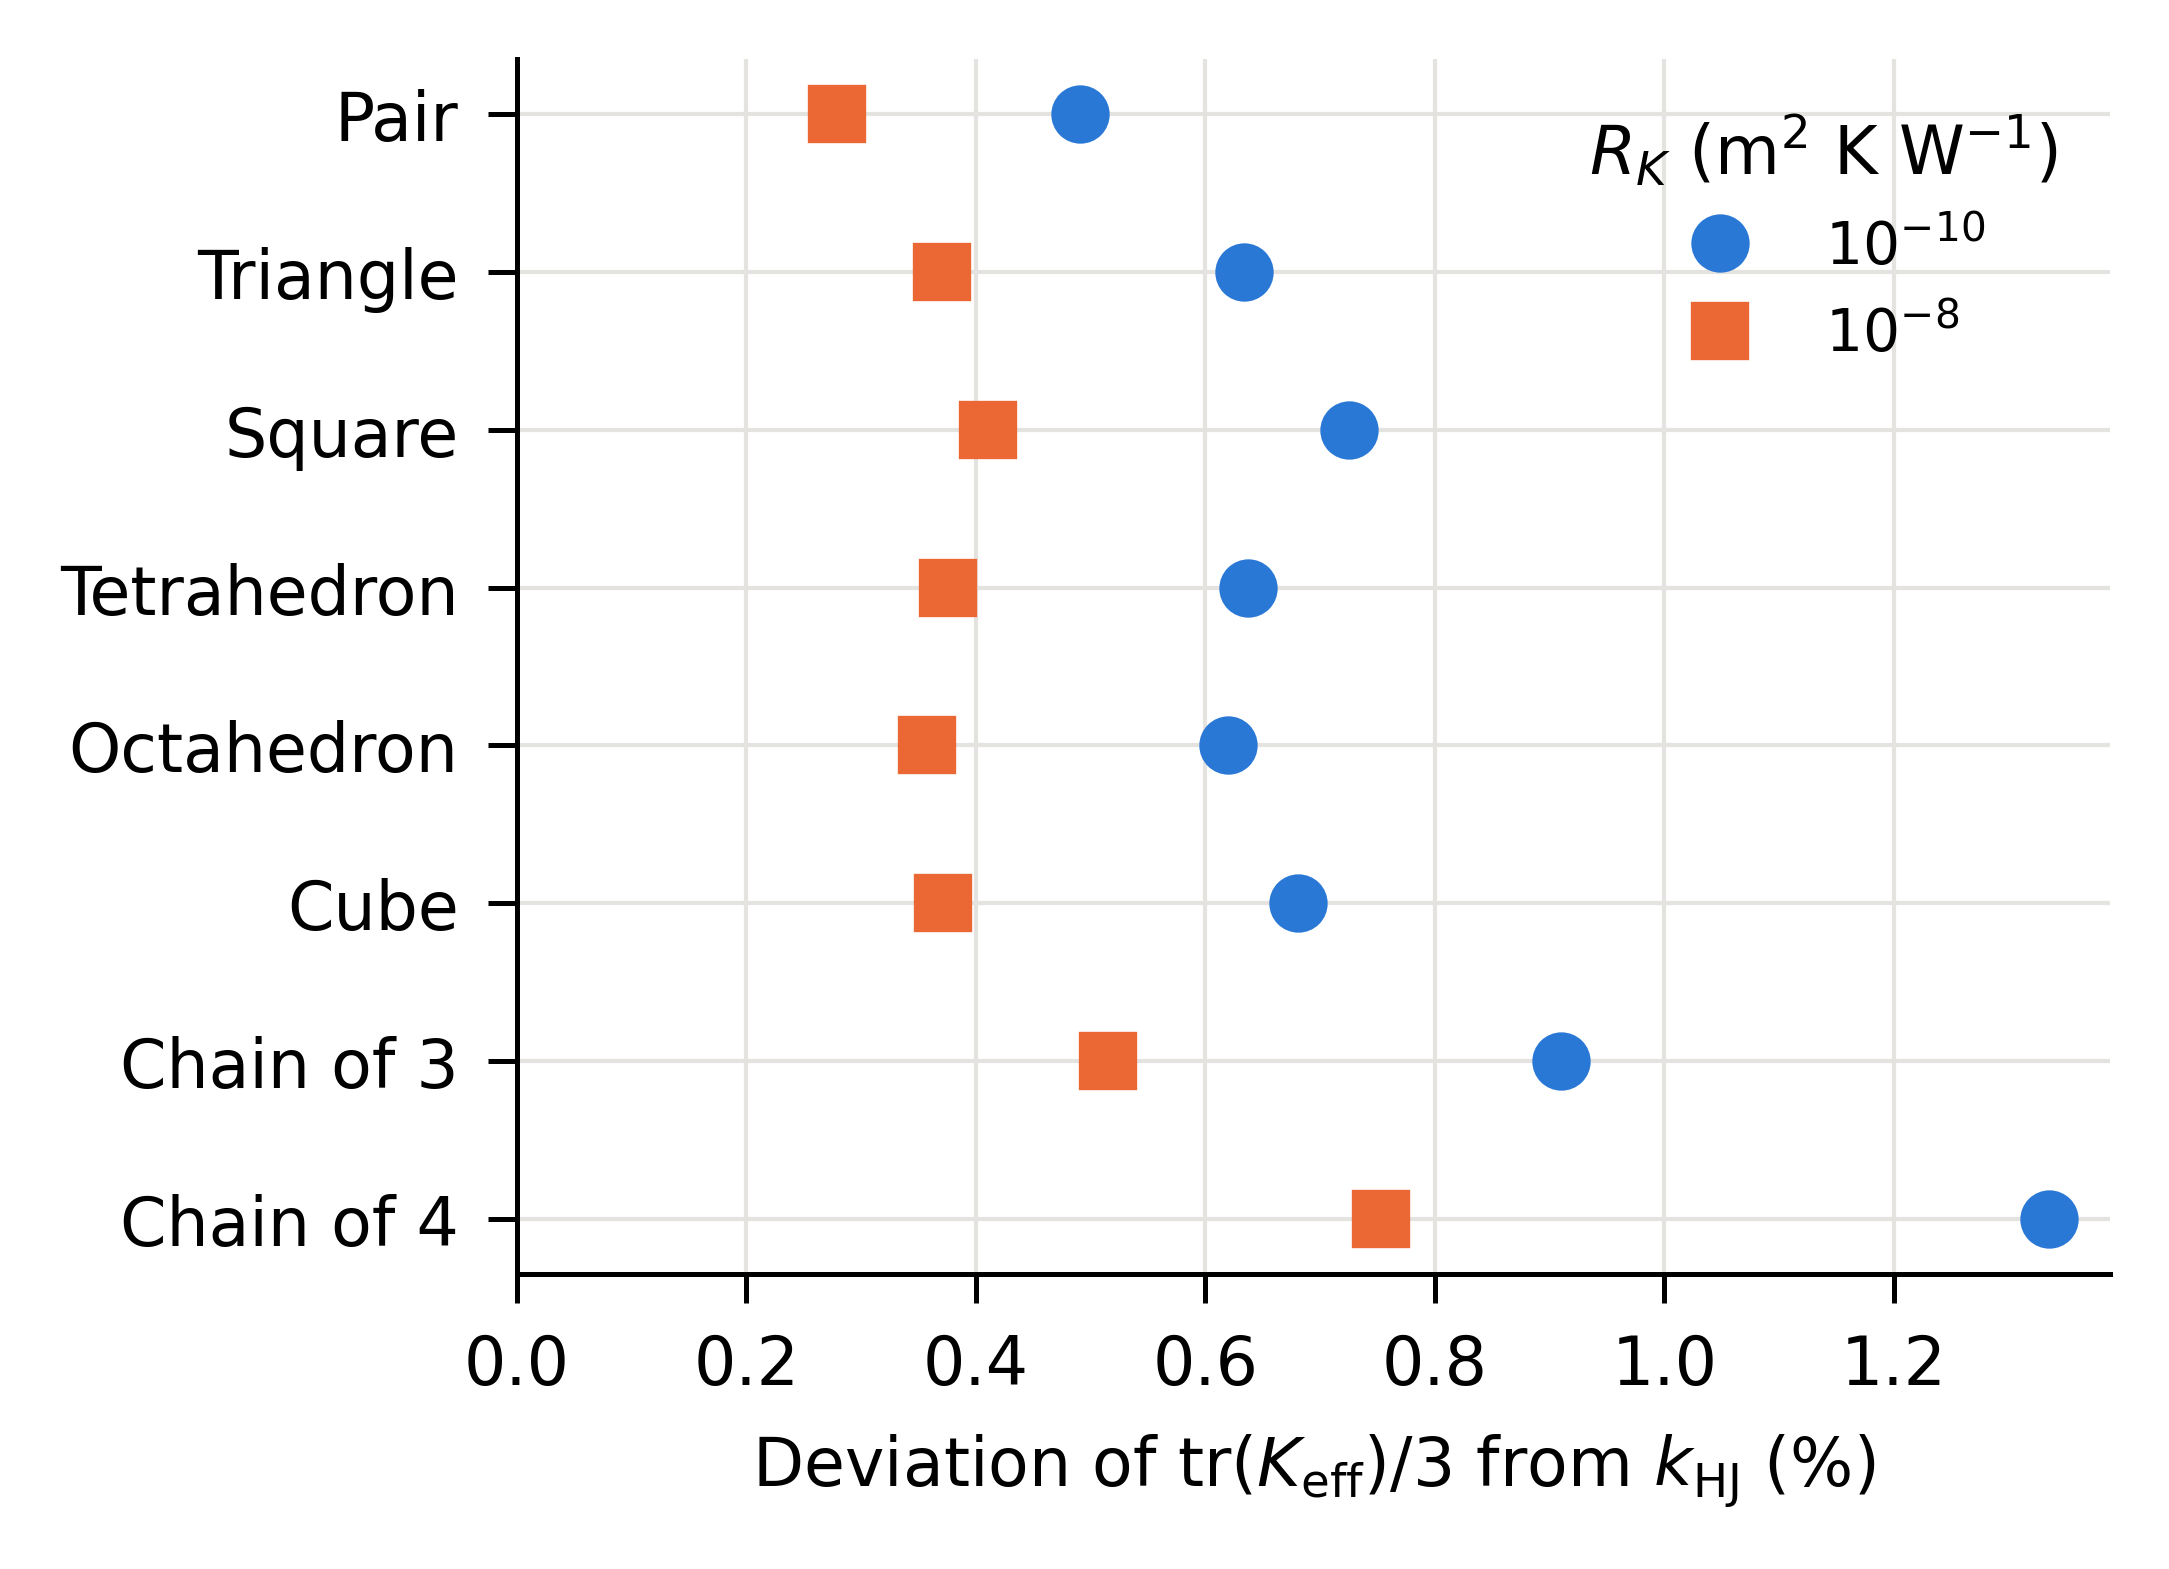 Pair
Triangle
Square
Tetrahedron
Octahedron
Cube
Chain of 3
Chain of 4
R_K (m² K W⁻¹)
10⁻¹⁰
10⁻⁸
0.0 0.2 0.4 0.6 0.8 1.0 1.2
Deviation of tr(K_eff)/3 from k_HJ (%)